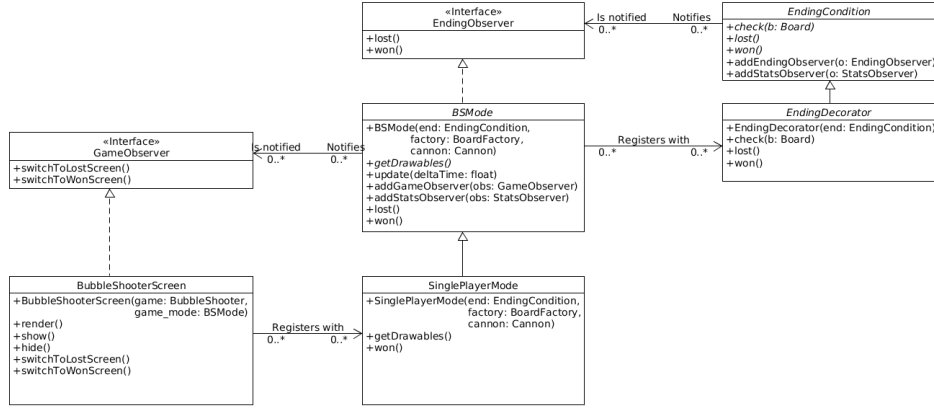 «Interface»
EndingObserver
+lost()
+won()
Is notified
Notifies
0..*
0..*
EndingCondition
+check(b: Board)
+lost()
+won()
+addEndingObserver(o: EndingObserver)
+addStatsObserver(o: StatsObserver)
«Interface»
GameObserver
+switchToLostScreen()
+switchToWonScreen()
Is notified
Notifies
0..*
0..*
BSMode
+BSMode(end: EndingCondition,
factory: BoardFactory,
cannon: Cannon)
+getDrawables()
+update(deltaTime: float)
+addGameObserver(obs: GameObserver)
+addStatsObserver(obs: StatsObserver)
+lost()
+won()
Registers with
0..*
0..*
EndingDecorator
+EndingDecorator(end: EndingCondition)
+check(b: Board)
+lost()
+won()
BubbleShooterScreen
+BubbleShooterScreen(game: BubbleShooter,
game_mode: BSMode)
+render()
+show()
+hide()
+switchToLostScreen()
+switchToWonScreen()
Registers with
0..*
0..*
SinglePlayerMode
+SinglePlayerMode(end: EndingCondition,
factory: BoardFactory,
cannon: Cannon)
+getDrawables()
+won()